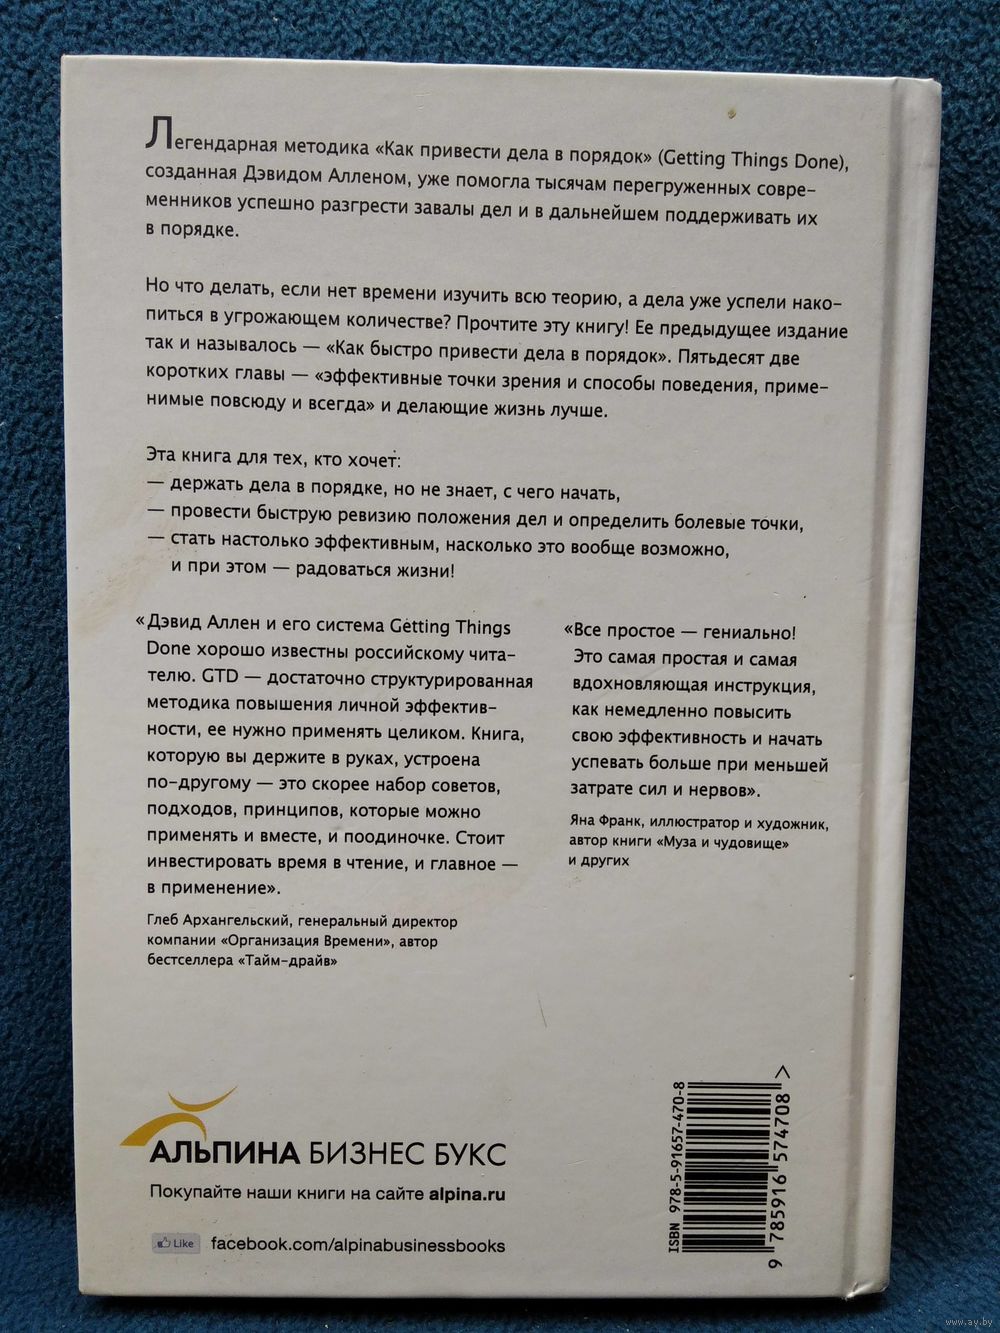 Легендарная методика «Как привести дела в порядок» (Getting Things Done),
созданная Дэвидом Алленом, уже помогла тысячам перегруженных совре-
менников успешно разгрести завалы дел и в дальнейшем поддерживать их
в порядке.
Но что делать, если нет времени изучить всю теорию, а дела уже успели нако-
питься в угрожающем количестве? Прочтите эту книгу! Ее предыдущее издание
так и называлось — «Как быстро привести дела в порядок». Пятьдесят две
коротких главы — «эффективные точки зрения и способы поведения, приме-
нимые повсюду и всегда» и делающие жизнь лучше.
Эта книга для тех, кто хочет:
— держать дела в порядке, но не знает, с чего начать,
— провести быструю ревизию положения дел и определить болевые точки,
— стать настолько эффективным, насколько это вообще возможно,
и при этом — радоваться жизни!
«Дэвид Аллен и его система Getting Things
Done хорошо известны российскому чита-
телю. GTD — достаточно структурированная
методика повышения личной эффектив-
ности, ее нужно применять целиком. Книга,
которую вы держите в руках, устроена
по-другому — это скорее набор советов,
подходов, принципов, которые можно
применять и вместе, и поодиночке. Стоит
инвестировать время в чтение, и главное —
в применение».
Глеб Архангельский, генеральный директор
компании «Организация Времени», автор
бестселлера «Тайм-драйв»
«Все простое — гениально!
Это самая простая и самая
вдохновляющая инструкция,
как немедленно повысить
свою эффективность и начать
успевать больше при меньшей
затрате сил и нервов».
Яна Франк, иллюстратор и художник,
автор книги «Муза и чудовище»
и других
АЛЬПИНА БИЗНЕС БУКС
Покупайте наши книги на сайте alpina.ru
Like facebook.com/alpinabusinessbooks
ISBN 978-5-91657-470-8
9 785916 574708 >
www.ay.by